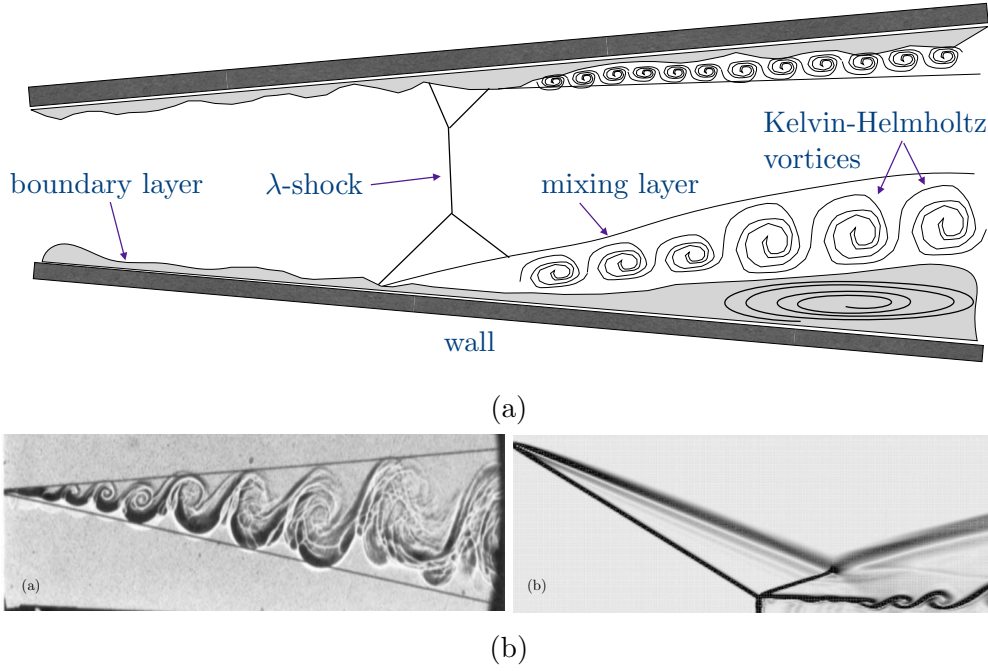 Kelvin-Helmholtz
vortices
boundary layer
λ-shock
mixing layer
wall
(a)
(a)
(b)
(b)